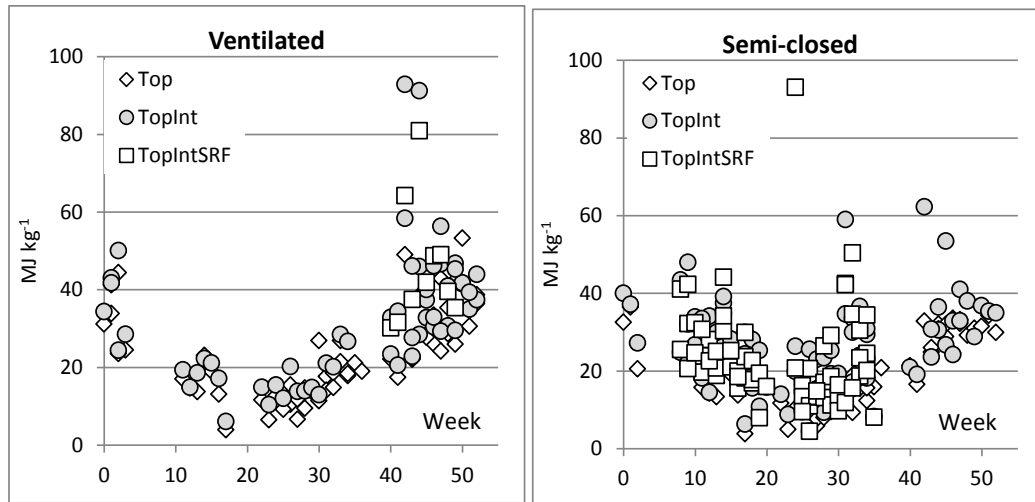 Ventilated
100
80
60
40
20
0
MJ kg⁻¹
Top
TopInt
TopIntSRF
Week
0 10 20 30 40 50
Semi-closed
100
80
60
40
20
0
MJ kg⁻¹
Top
TopInt
TopIntSRF
Week
0 10 20 30 40 50